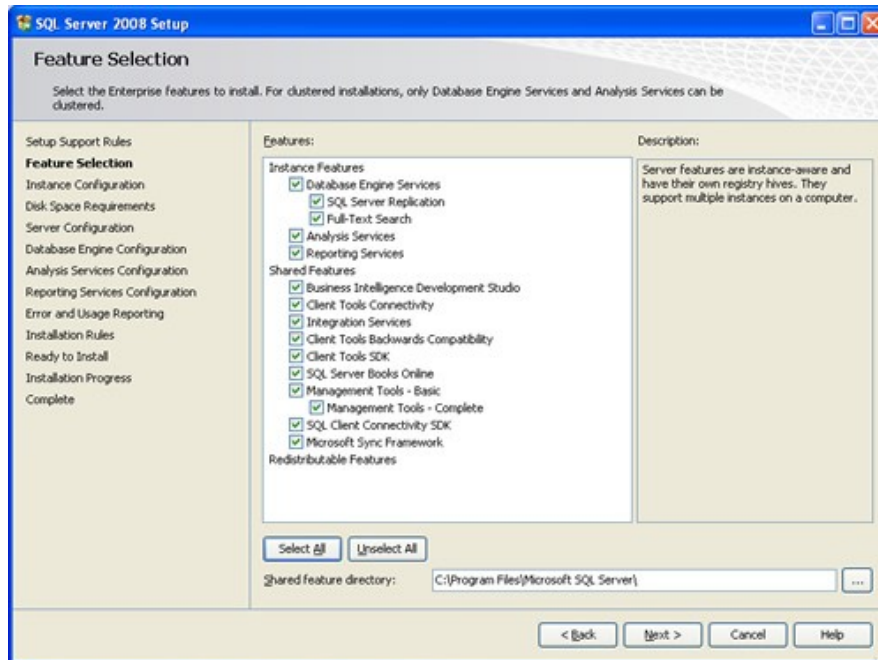 SQL Server 2008 Setup
Feature Selection
Select the Enterprise features to install. For clustered installations, only Database Engine Services and Analysis Services can be
clustered.
Setup Support Rules
Feature Selection
Instance Configuration
Disk Space Requirements
Server Configuration
Database Engine Configuration
Analysis Services Configuration
Reporting Services Configuration
Error and Usage Reporting
Installation Rules
Ready to Install
Installation Progress
Complete
Features:
Instance Features
Database Engine Services
SQL Server Replication
Full-Text Search
Analysis Services
Reporting Services
Shared Features
Business Intelligence Development Studio
Client Tools Connectivity
Integration Services
Client Tools Backwards Compatibility
Client Tools SDK
SQL Server Books Online
Management Tools - Basic
Management Tools - Complete
SQL Client Connectivity SDK
Microsoft Sync Framework
Redistributable Features
Description:
Server features are instance-aware and
have their own registry hives. They
support multiple instances on a computer.
Select All
Unselect All
Shared feature directory:
C:\Program Files\Microsoft SQL Server\
...
< Back
Next >
Cancel
Help